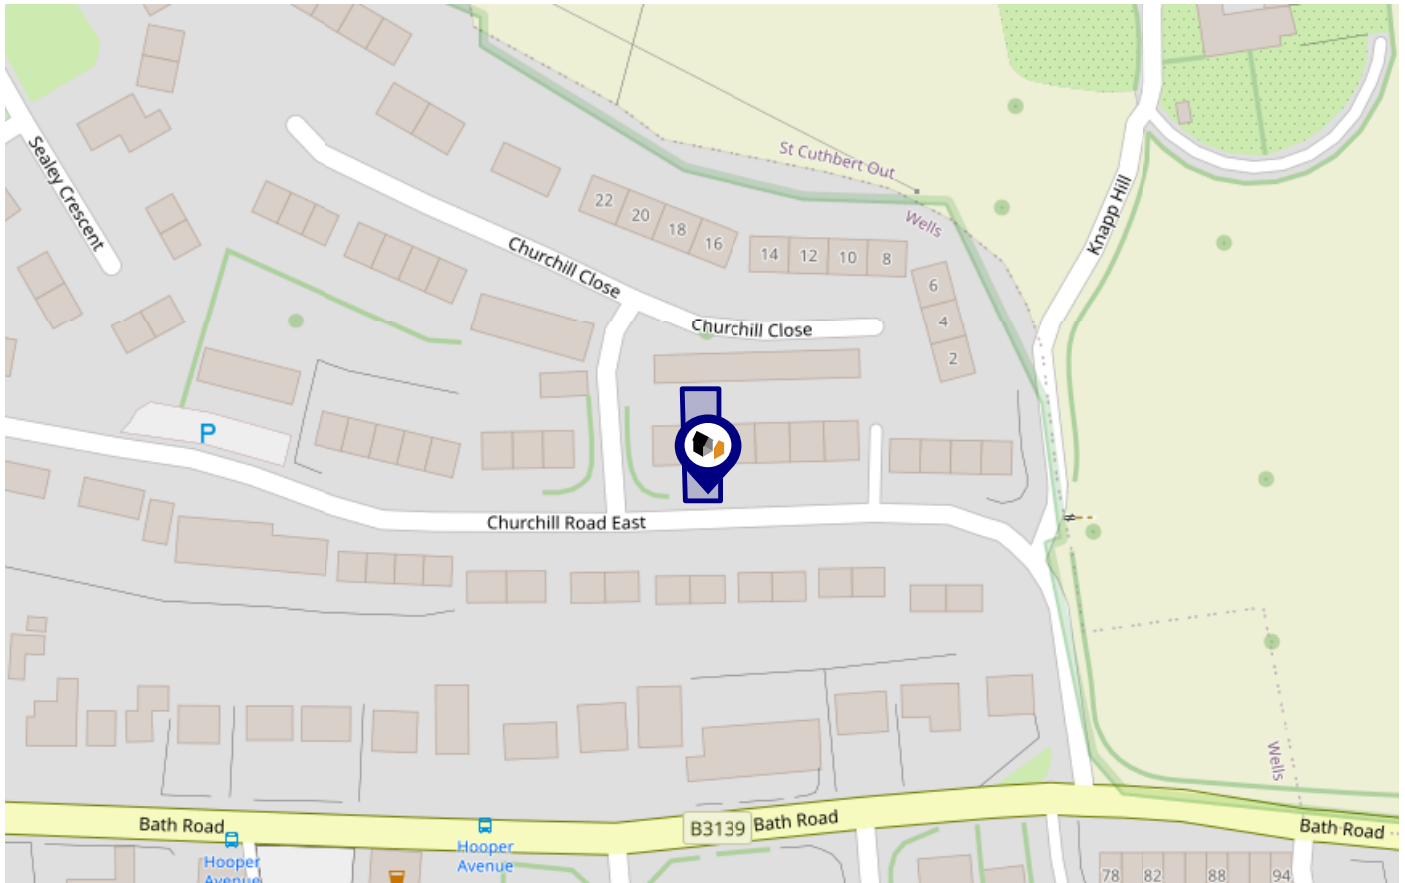 Sealey Crescent
St Cuthbert Out
Wells
Knapp Hill
22
20
18
16
14
12
10
8
6
4
2
Churchill Close
Churchill Close
P
Churchill Road East
Wells
Bath Road
B3139
Bath Road
Bath Road
Hooper
Avenue
Hooper
Avenue
78
82
88
94